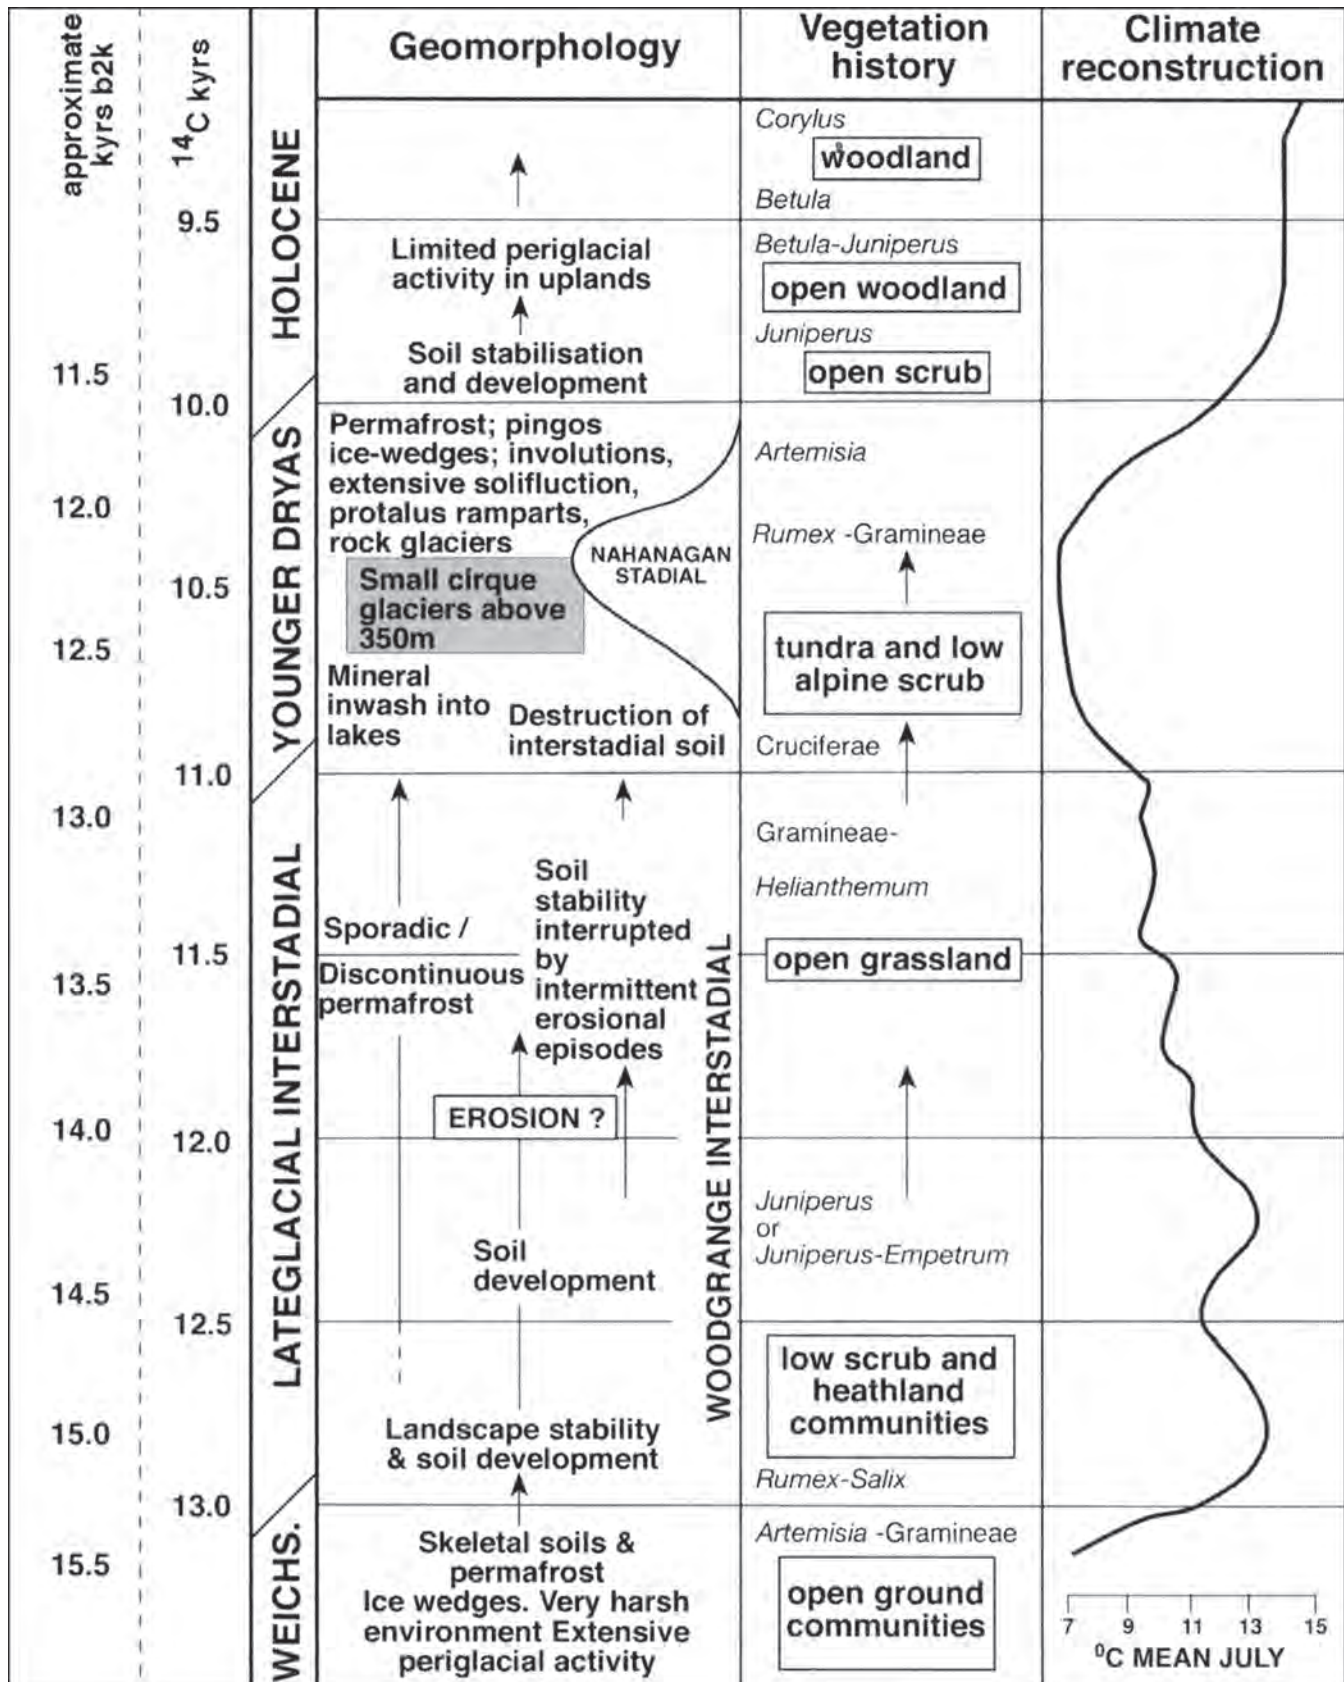 approximate
kyrs b2k
¹⁴C kyrs
Geomorphology
Vegetation
history
Climate
reconstruction
11.5
12.0
12.5
13.0
13.5
14.0
14.5
15.0
15.5
9.5
10.0
10.5
11.0
11.5
12.0
12.5
13.0
HOLOCENE
YOUNGER DRYAS
LATEGLACIAL INTERSTADIAL
WEICHS.
Limited periglacial
activity in uplands
Soil stabilisation
and development
Permafrost; pingos
ice-wedges; involutions,
extensive solifluction,
protalus ramparts,
rock glaciers
NAHANAGAN
STADIAL
Small cirque
glaciers above
350m
Mineral
inwash into
lakes
Destruction of
interstadial soil
Sporadic /
Discontinuous
permafrost
Soil
stability
interrupted
by
intermittent
erosional
episodes
EROSION ?
Soil
development
Landscape stability
& soil development
Skeletal soils &
permafrost
Ice wedges. Very harsh
environment Extensive
periglacial activity
WOODGRANGE INTERSTADIAL
Corylus
woodland
Betula
Betula-Juniperus
open woodland
Juniperus
open scrub
Artemisia
Rumex -Gramineae
tundra and low
alpine scrub
Cruciferae
Gramineae-
Helianthemum
open grassland
Juniperus
or
Juniperus-Empetrum
low scrub and
heathland
communities
Rumex-Salix
Artemisia -Gramineae
open ground
communities
7 9 11 13 15
⁰C MEAN JULY